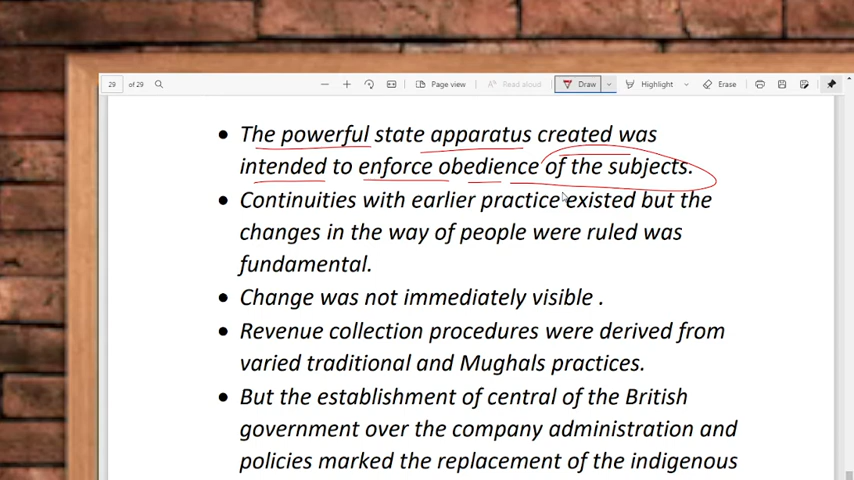 29 of 29 Page view Read aloud Draw Highlight Erase
• The powerful state apparatus created was
intended to enforce obedience of the subjects.
• Continuities with earlier practice existed but the
changes in the way of people were ruled was
fundamental.
• Change was not immediately visible .
• Revenue collection procedures were derived from
varied traditional and Mughals practices.
• But the establishment of central of the British
government over the company administration and
policies marked the replacement of the indigenous